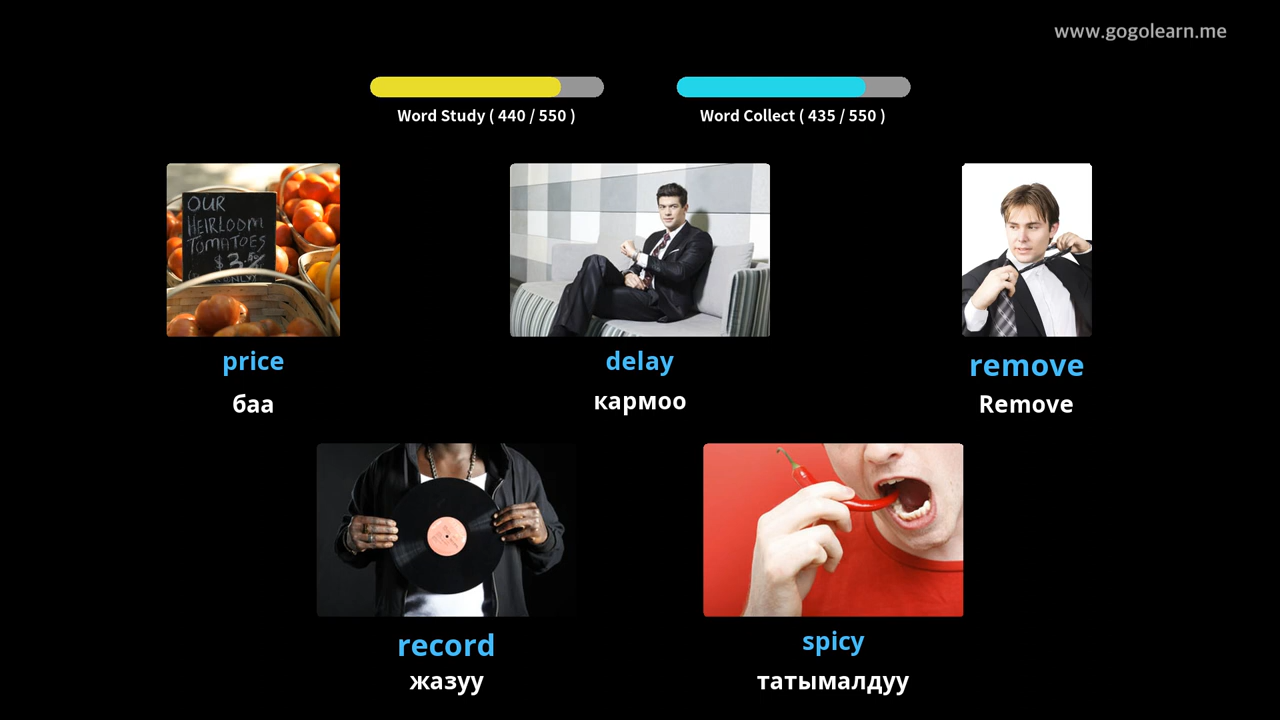 www.gogolearn.me
Word Study ( 440 / 550 )
Word Collect ( 435 / 550 )
OUR
HEIRLOOM
TOMATOES
price
баа
delay
кармоо
remove
Remove
record
жазуу
spicy
татымалдуу